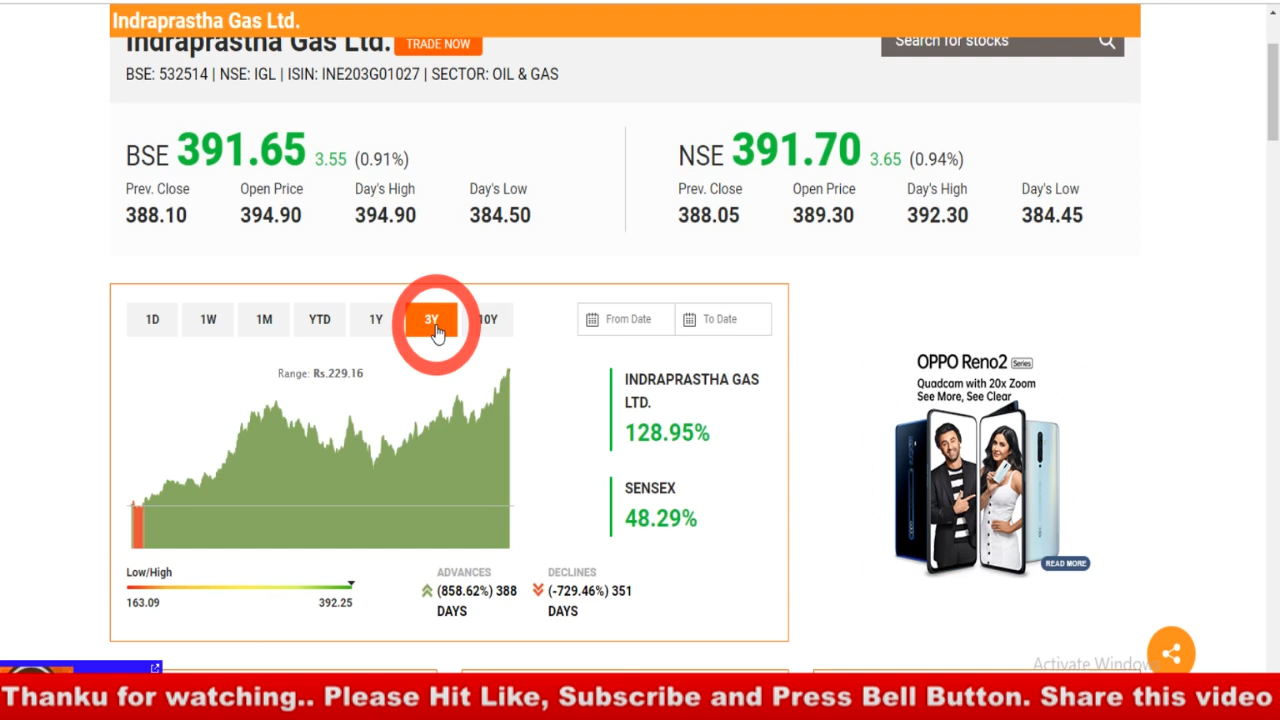 Indraprastha Gas Ltd.
Indraprastha Gas Ltd. TRADE NOW
Search for stocks
BSE: 532514 | NSE: IGL | ISIN: INE203G01027 | SECTOR: OIL & GAS
BSE 391.65 3.55 (0.91%)
Prev. Close Open Price Day's High Day's Low
388.10 394.90 394.90 384.50
NSE 391.70 3.65 (0.94%)
Prev. Close Open Price Day's High Day's Low
388.05 389.30 392.30 384.45
1D 1W 1M YTD 1Y 3Y 10Y
From Date To Date
Range: Rs.229.16
INDRAPRASTHA GAS
LTD.
128.95%
SENSEX
48.29%
Low/High
163.09 392.25
ADVANCES
(858.62%) 388
DAYS
DECLINES
(-729.46%) 351
DAYS
OPPO Reno2 Series
Quadcam with 20x Zoom
See More, See Clear
READ MORE
Activate Windows
Thanku for watching.. Please Hit Like, Subscribe and Press Bell Button. Share this video